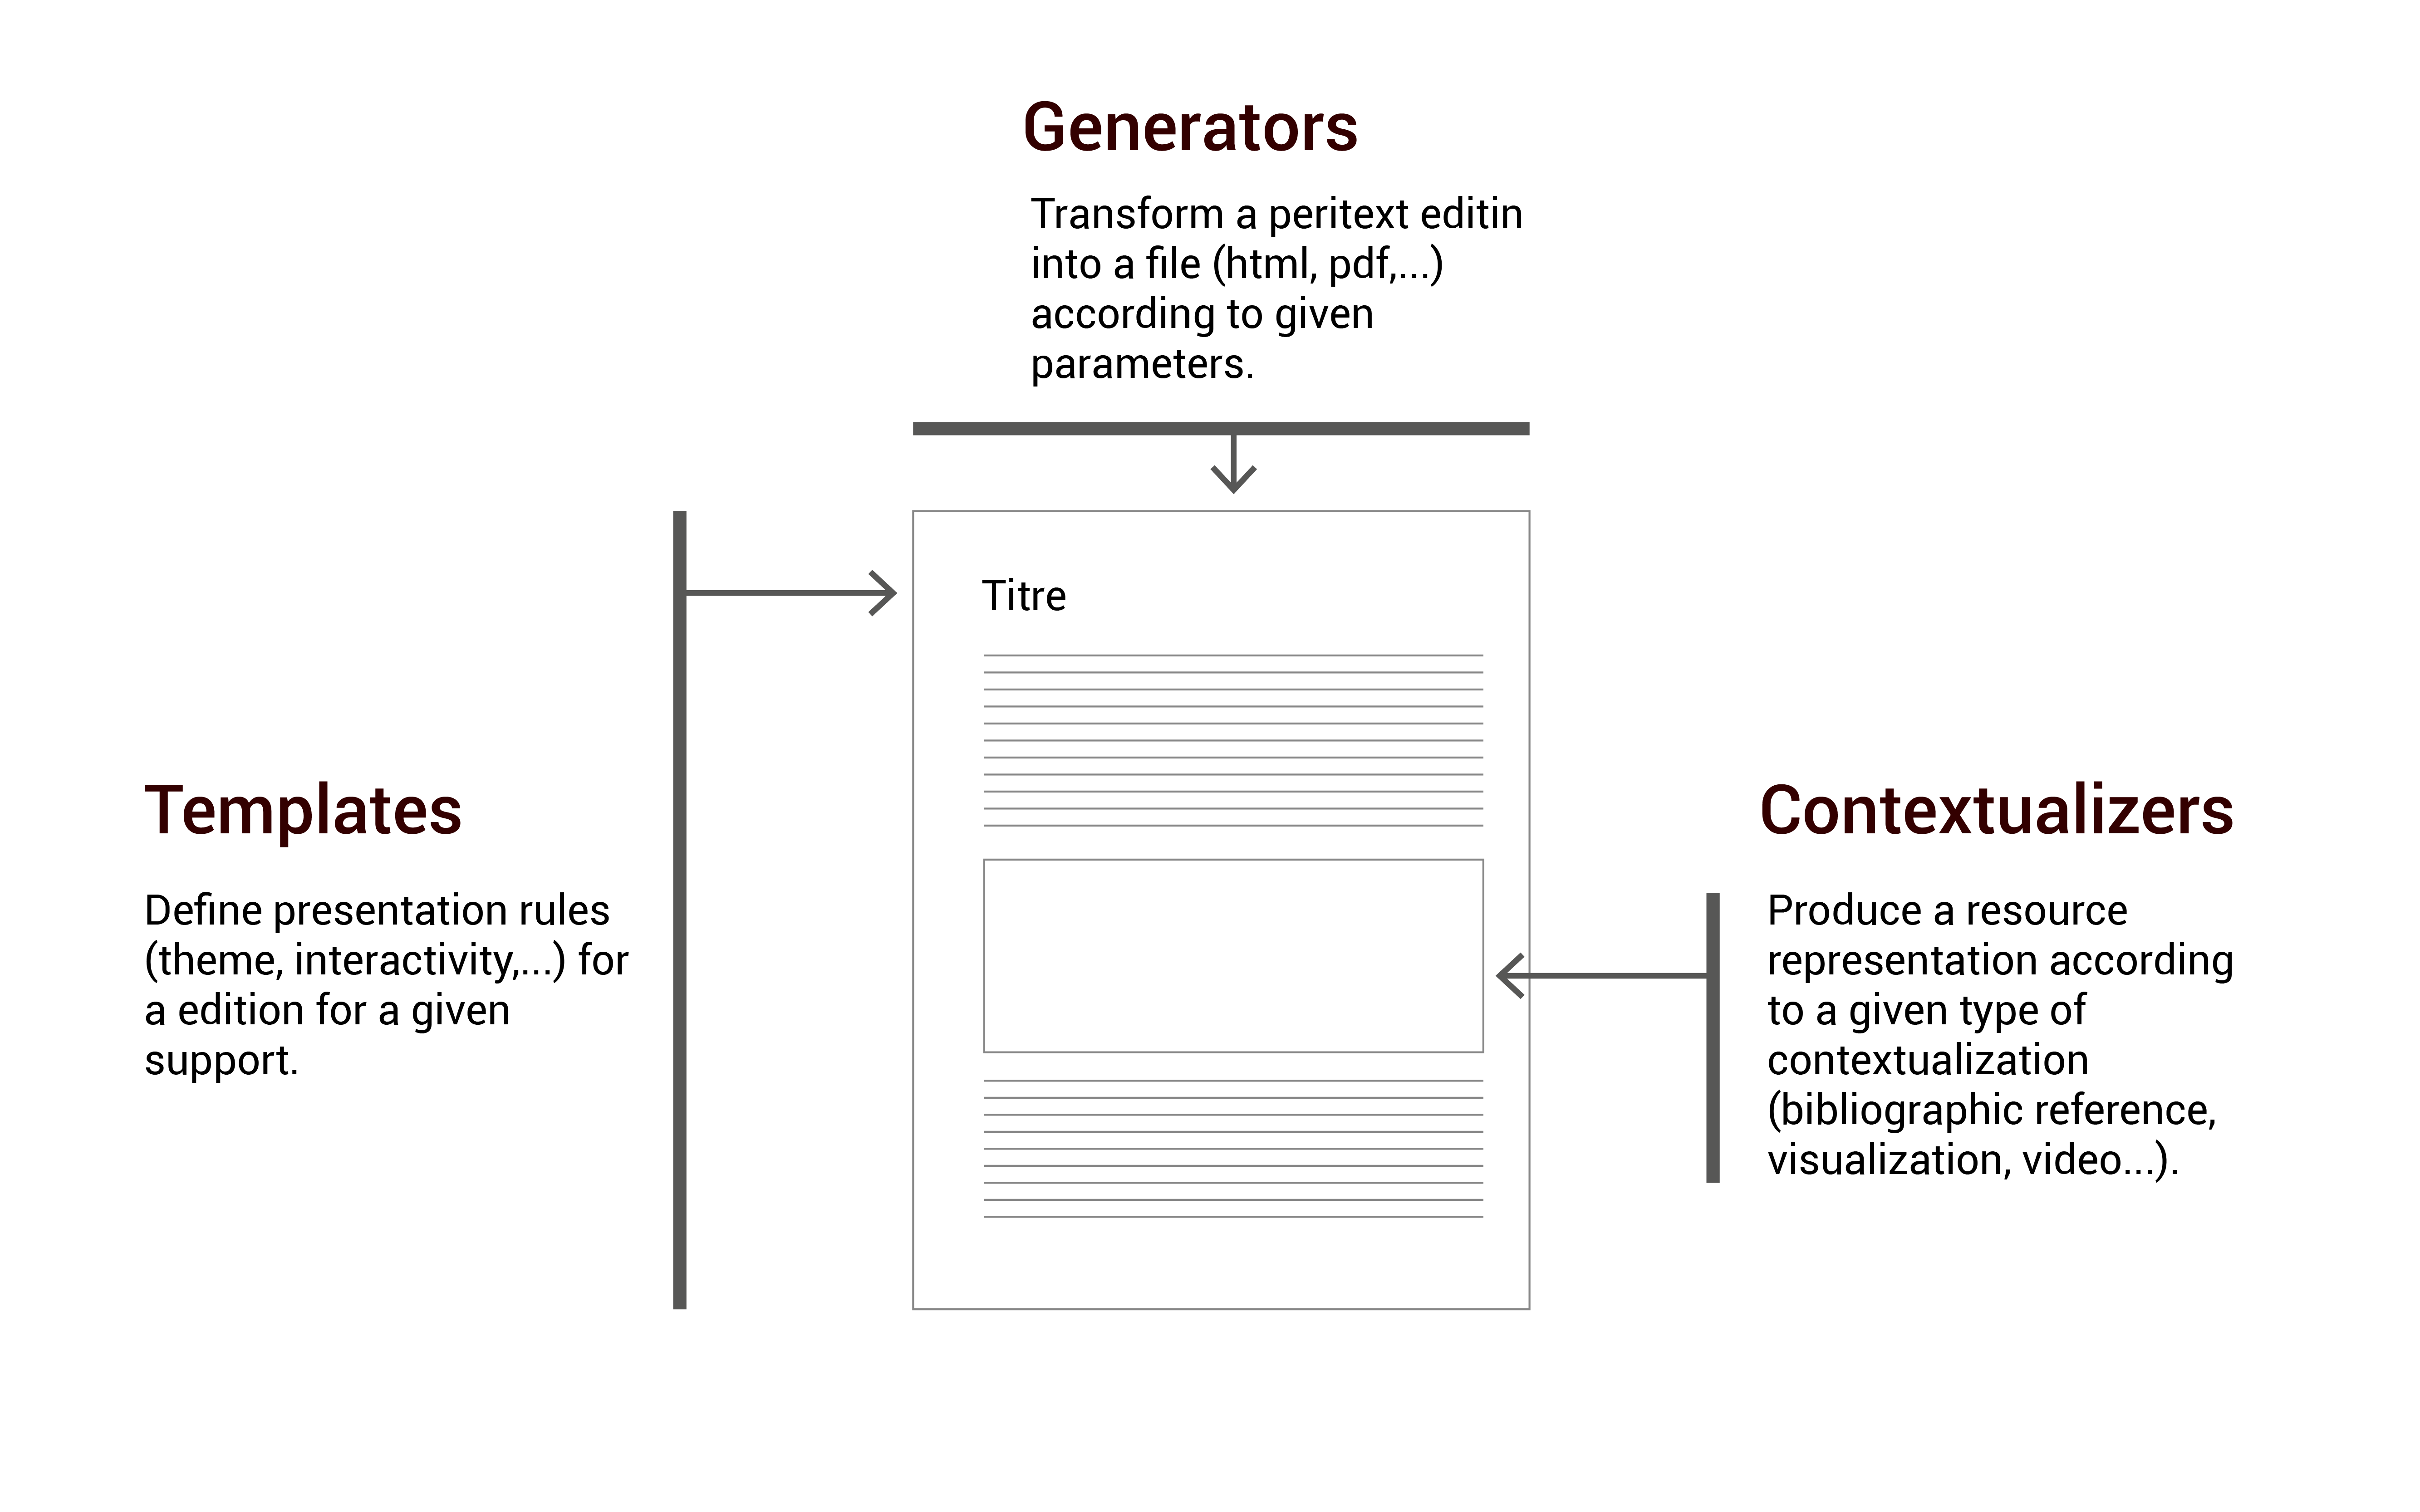 Generators
Transform a peritext editin
into a file (html, pdf,...)
according to given
parameters.
Titre
Templates
Define presentation rules
(theme, interactivity,...) for
a edition for a given
support.
Contextualizers
Produce a resource
representation according
to a given type of
contextualization
(bibliographic reference,
visualization, video...).